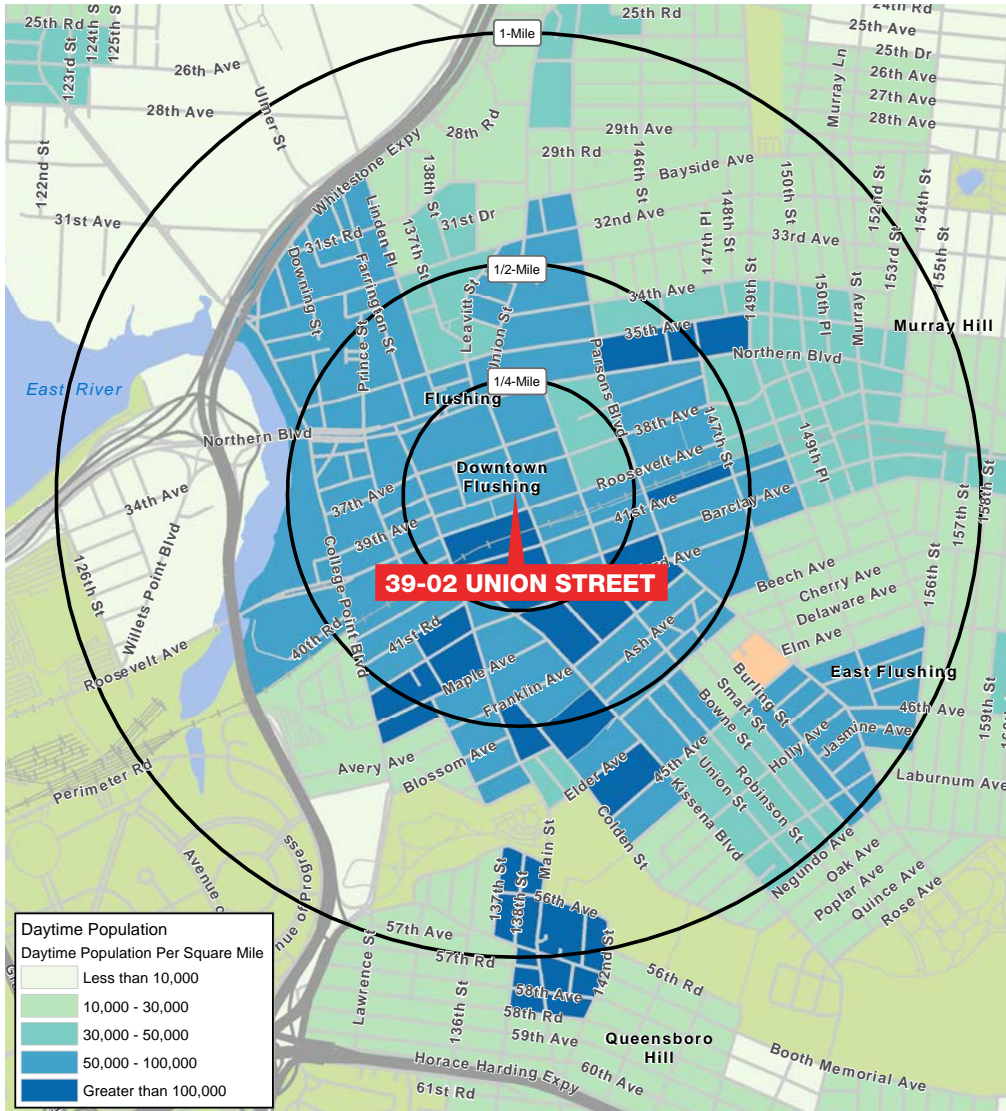 25th Rd
123rd St
124th S
125th S
26th Ave
28th Ave
Ulmer St
122nd St
31st Ave
Whitestone Expy
1-Mile
28th Rd
25th Rd
29th Ave
29th Rd
146th St
Bayside Ave
24th Rd
25th Ave
25th Dr
26th Ave
27th Ave
28th Ave
Murray Ln
138th St
137th St
31st Dr
31st Rd
Linden Pl
Farrington St
Downing St
Prince St
Leavitt St
Union St
1/2-Mile
32nd Ave
33rd Ave
34th Ave
35th Ave
147th Pl
148th St
149th St
150th St
150th Pl
152nd St
153rd St
154th St
155th St
Murray St
Murray Hill
Northern Blvd
Parsons Blvd
1/4-Mile
Flushing
East River
Northern Blvd
34th Ave
Willets Point Blvd
126th St
Roosevelt Ave
Downtown
Flushing
37th Ave
39th Ave
College Point Blvd
38th Ave
Roosevelt Ave
41st Ave
147th St
Barclay Ave
149th Pl
39-02 UNION STREET
40th Rd
41st Rd
Maple Ave
Franklin Ave
Ash Ave
Beech Ave
Cherry Ave
Delaware Ave
Elm Ave
156th St
157th St
158th St
159th St
East Flushing
46th Ave
Jasmine Ave
Holly Ave
Burling St
Smart St
Bowne St
Robinson St
Union St
Kissena Blvd
45th Ave
Elder Ave
Colden St
Laburnum Ave
Negundo Ave
Oak Ave
Poplar Ave
Quince Ave
Rose Ave
Avery Ave
Blossom Ave
Perimeter Rd
Avenue o
nue of Progress
Main St
137th St
138th St
56th Ave
142nd St
57th Ave
57th Rd
58th Ave
58th Rd
59th Ave
60th Ave
61st Rd
56th Rd
Lawrence St
136th St
Horace Harding Expy
Queensboro
Hill
Booth Memorial Ave
Daytime Population
Daytime Population Per Square Mile
Less than 10,000
10,000 - 30,000
30,000 - 50,000
50,000 - 100,000
Greater than 100,000